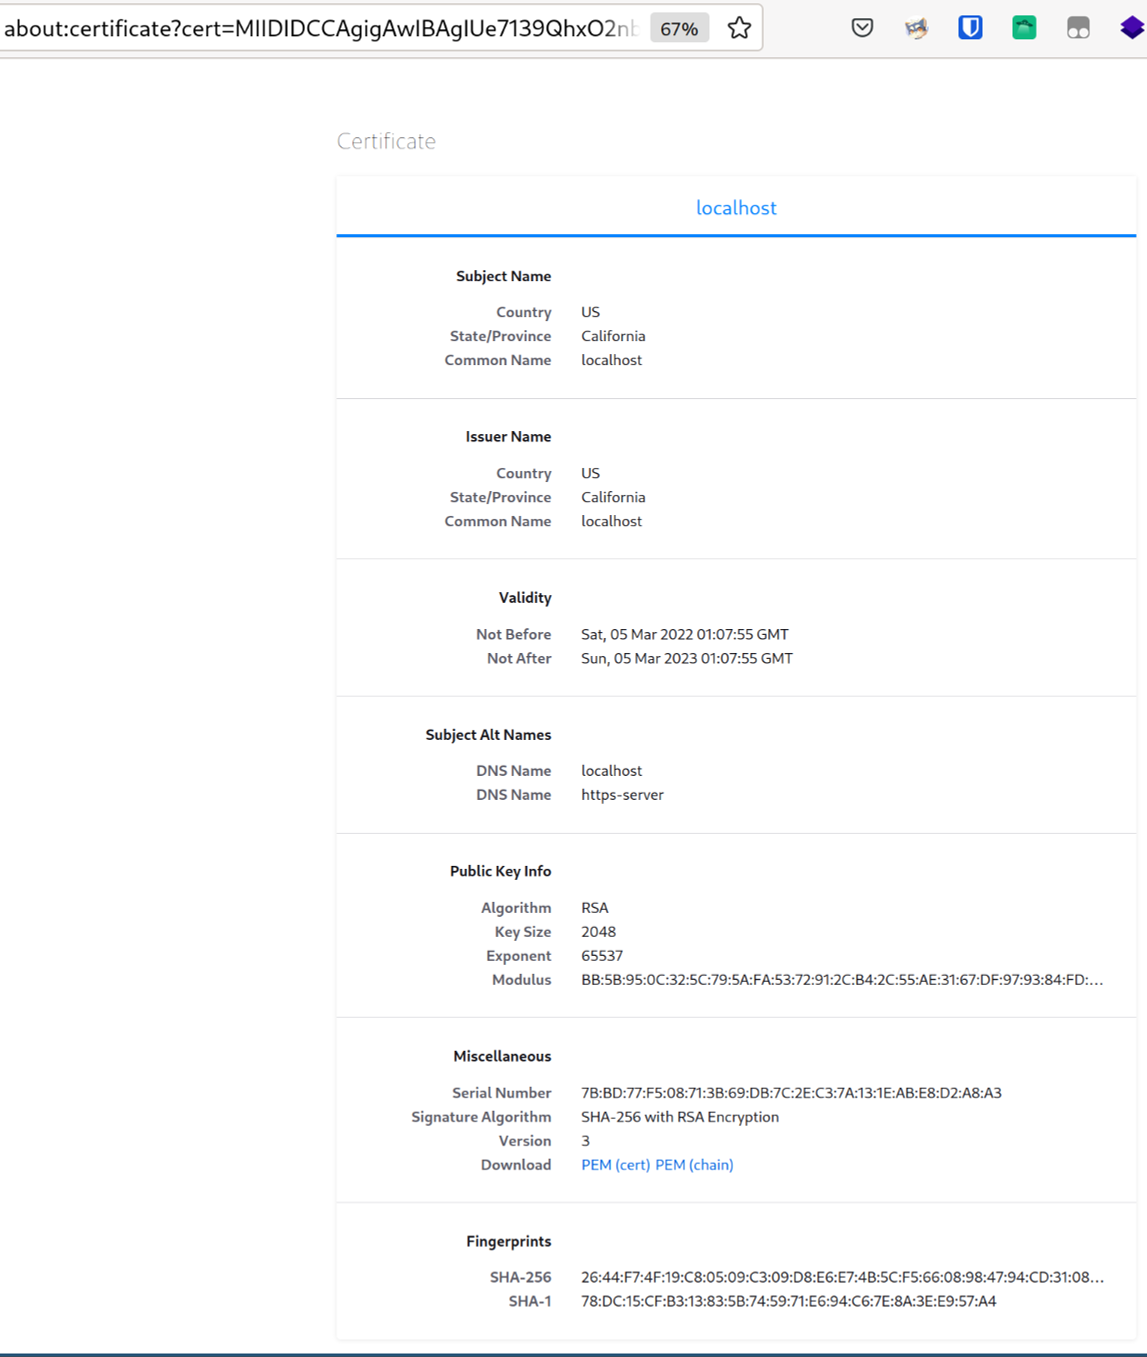 about:certificate?cert=MIIDIDCCAgigAwIBAgIUe7139QhxO2nb
67%
Certificate
localhost
Subject Name
Country US
State/Province California
Common Name localhost
Issuer Name
Country US
State/Province California
Common Name localhost
Validity
Not Before Sat, 05 Mar 2022 01:07:55 GMT
Not After Sun, 05 Mar 2023 01:07:55 GMT
Subject Alt Names
DNS Name localhost
DNS Name https-server
Public Key Info
Algorithm RSA
Key Size 2048
Exponent 65537
Modulus BB:5B:95:0C:32:5C:79:5A:FA:53:72:91:2C:B4:2C:55:AE:31:67:DF:97:93:84:FD:…
Miscellaneous
Serial Number 7B:BD:77:F5:08:71:3B:69:DB:7C:2E:C3:7A:13:1E:AB:E8:D2:A8:A3
Signature Algorithm SHA-256 with RSA Encryption
Version 3
Download PEM (cert) PEM (chain)
Fingerprints
SHA-256 26:44:F7:4F:19:C8:05:09:C3:09:D8:E6:E7:4B:5C:F5:66:08:98:47:94:CD:31:08…
SHA-1 78:DC:15:CF:B3:13:83:5B:74:59:71:E6:94:C6:7E:8A:3E:E9:57:A4